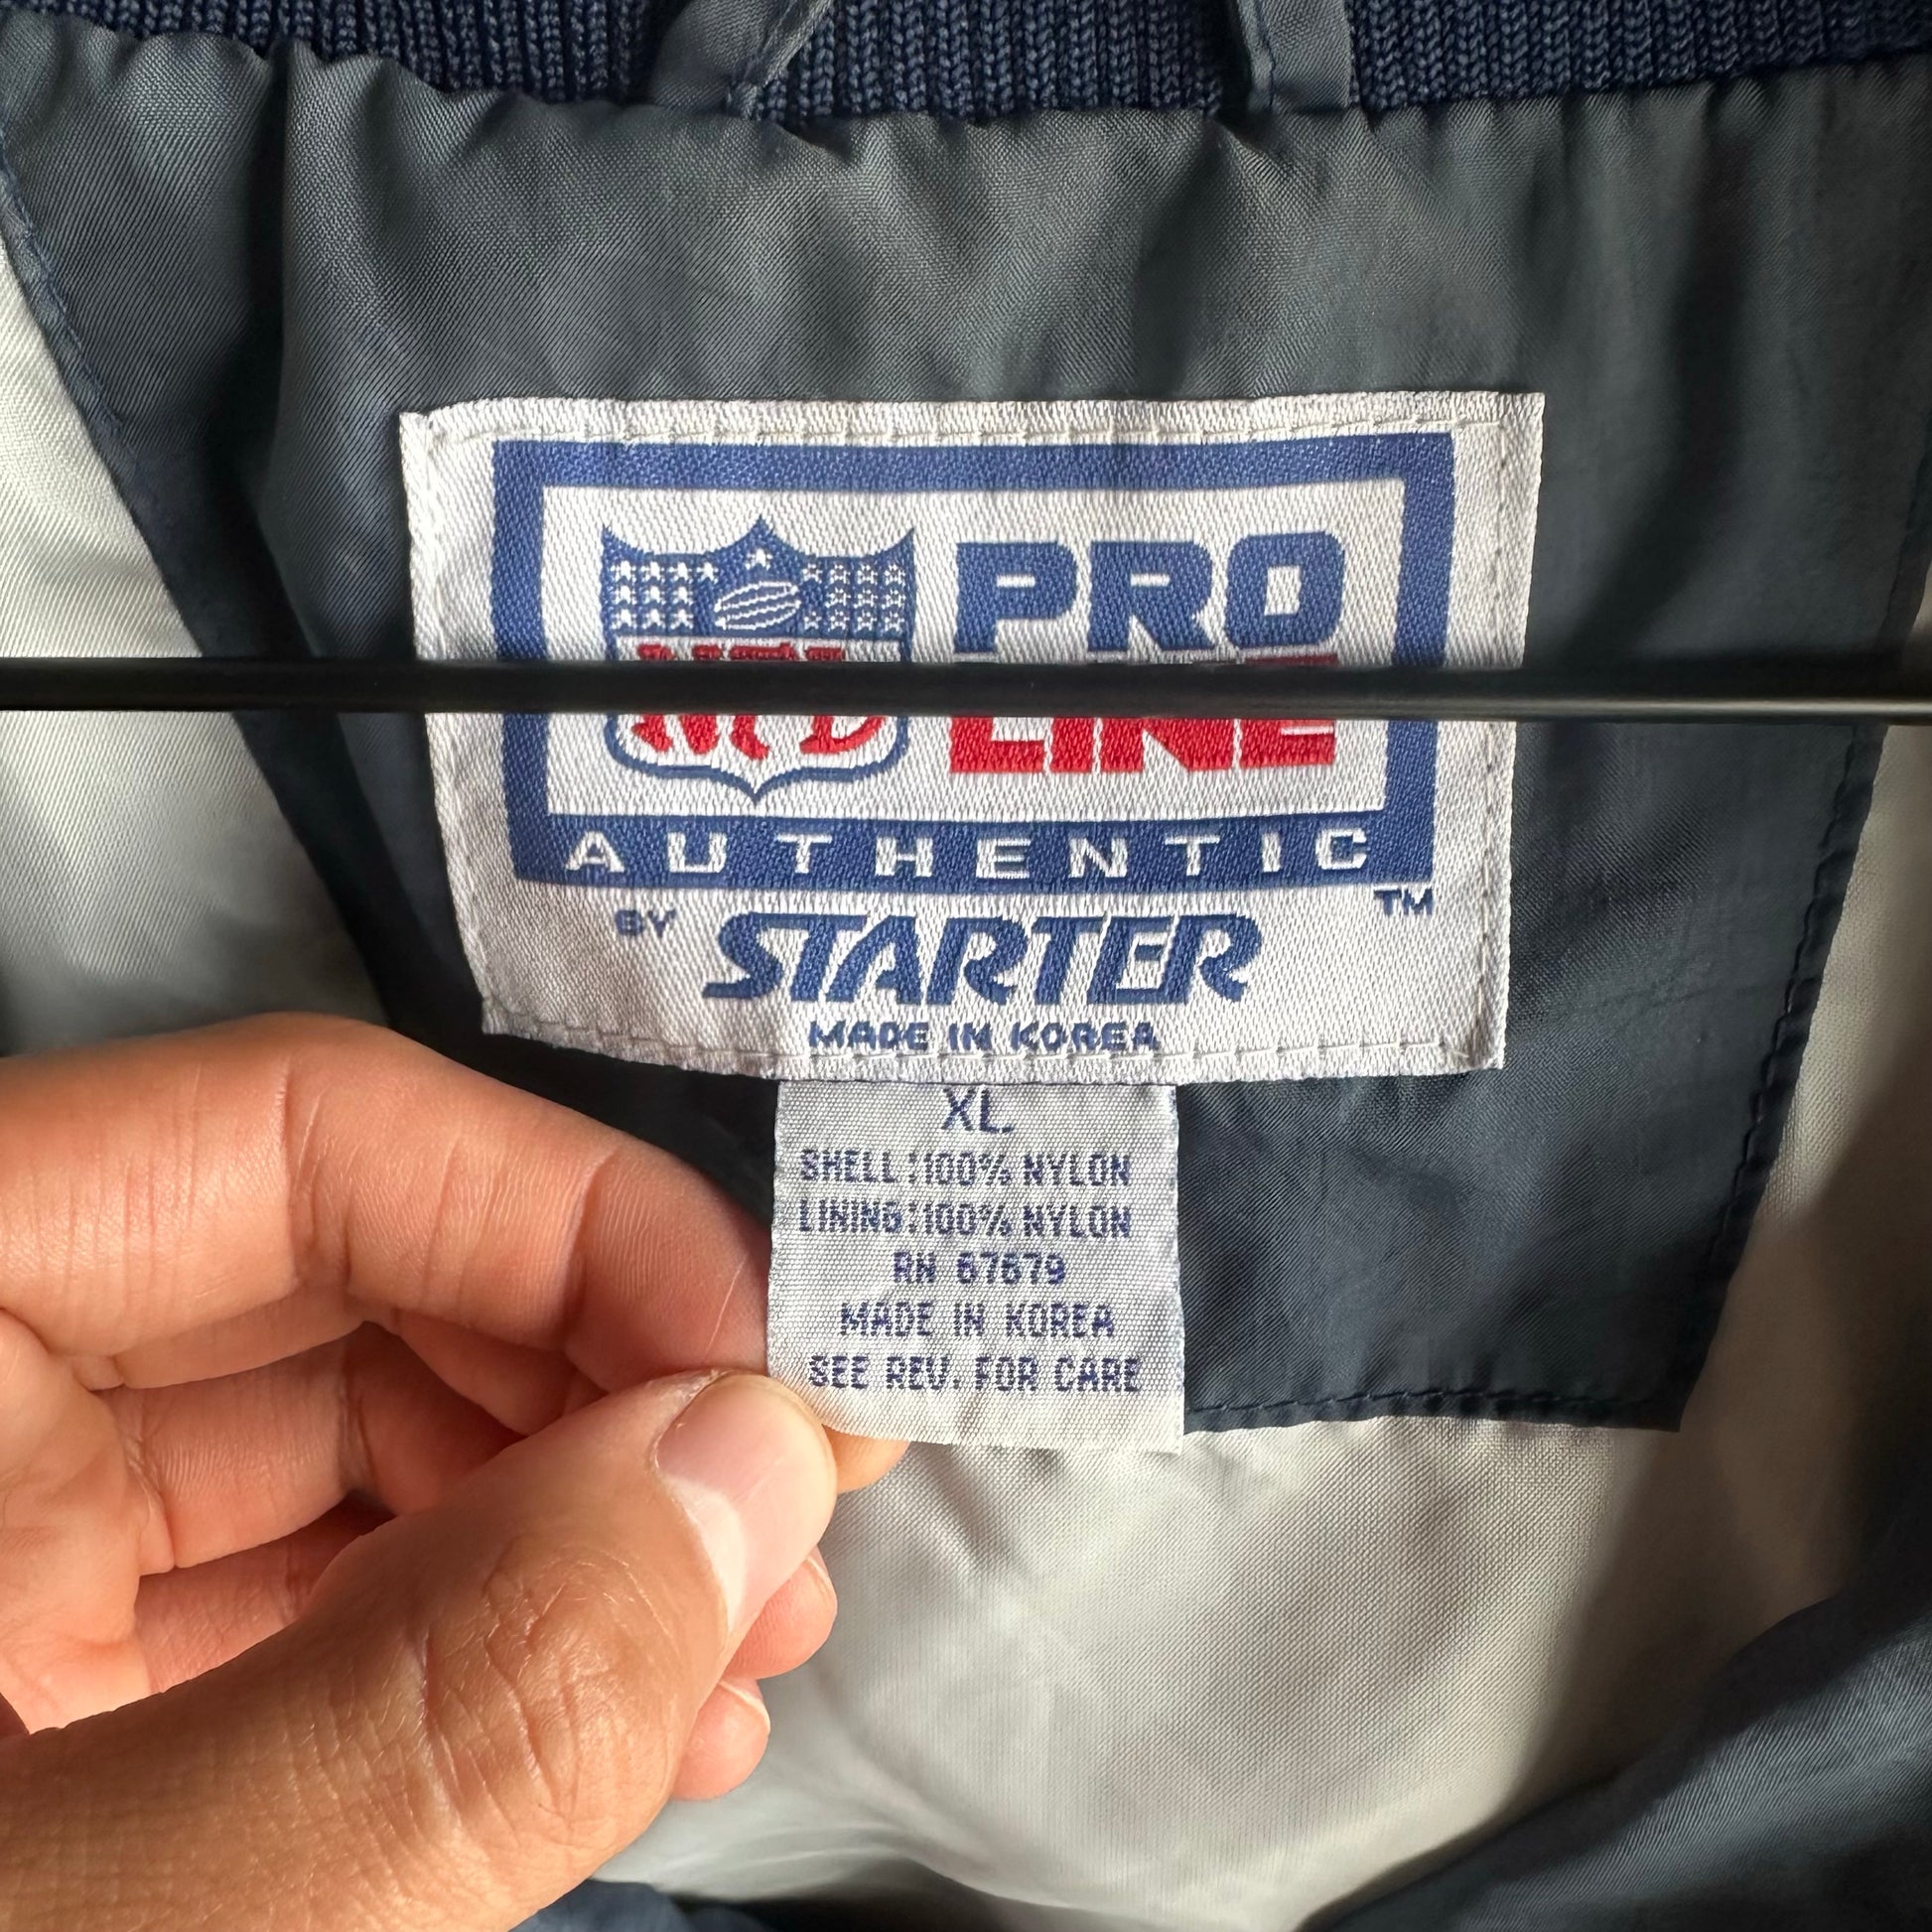 NFL
PRO
LINE
AUTHENTIC
TM
BY STARTER
MADE IN KOREA
XL
SHELL:100% NYLON
LINING:100% NYLON
RN 67679
MADE IN KOREA
SEE REV. FOR CARE